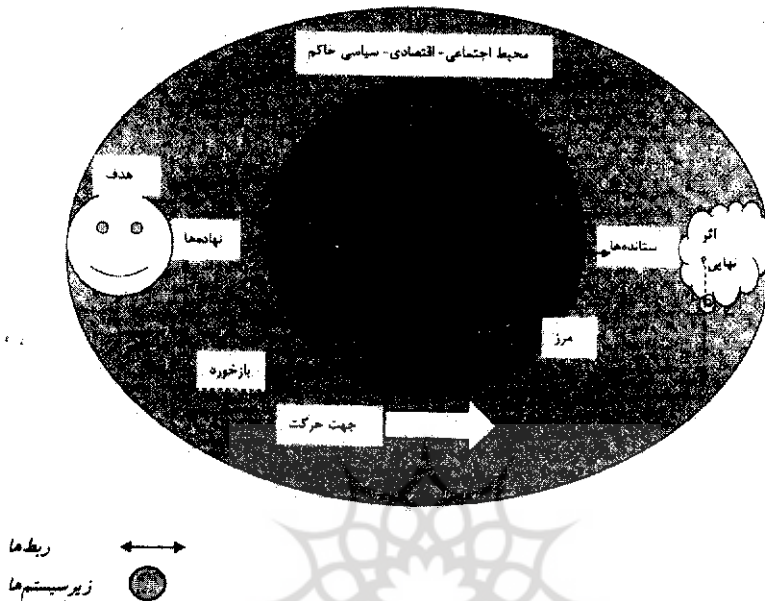 محیط اجتماعی- اقتصادی- سیاسی حاکم
هدف
نهاده‌ها
ستانده‌ها
اثر
نهایی؟
مرز
بازخورد
جهت حرکت
ربط‌ها
زیرسیستم‌ها